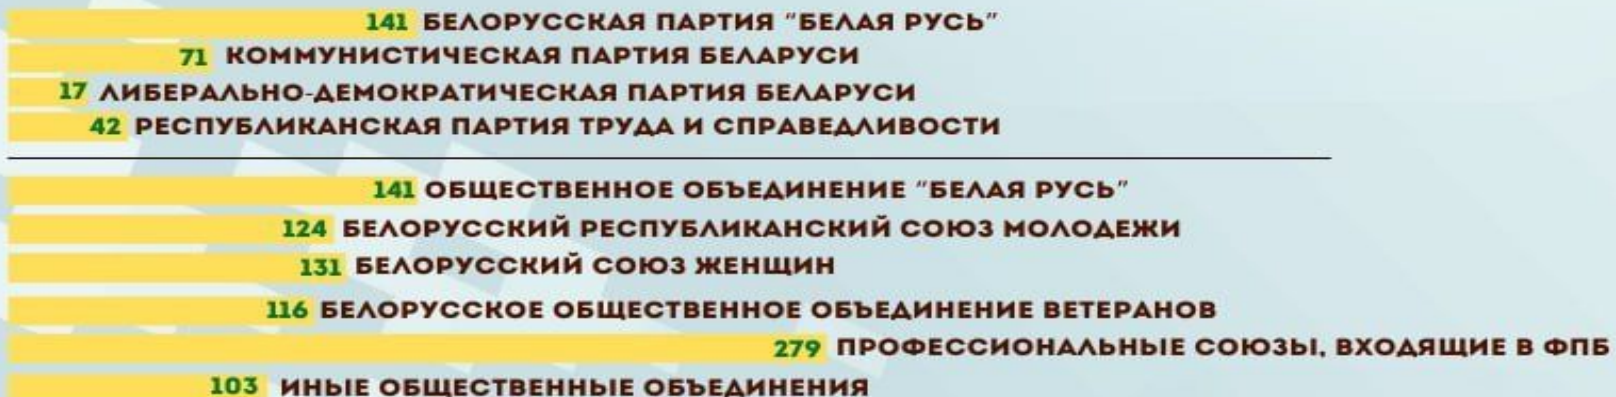 141 БЕЛОРУССКАЯ ПАРТИЯ "БЕЛАЯ РУСЬ"
71 КОММУНИСТИЧЕСКАЯ ПАРТИЯ БЕЛАРУСИ
17 ЛИБЕРАЛЬНО-ДЕМОКРАТИЧЕСКАЯ ПАРТИЯ БЕЛАРУСИ
42 РЕСПУБЛИКАНСКАЯ ПАРТИЯ ТРУДА И СПРАВЕДЛИВОСТИ
141 ОБЩЕСТВЕННОЕ ОБЪЕДИНЕНИЕ "БЕЛАЯ РУСЬ"
124 БЕЛОРУССКИЙ РЕСПУБЛИКАНСКИЙ СОЮЗ МОЛОДЕЖИ
131 БЕЛОРУССКИЙ СОЮЗ ЖЕНЩИН
116 БЕЛОРУССКОЕ ОБЩЕСТВЕННОЕ ОБЪЕДИНЕНИЕ ВЕТЕРАНОВ
279 ПРОФЕССИОНАЛЬНЫЕ СОЮЗЫ, ВХОДЯЩИЕ В ФПБ
103 ИНЫЕ ОБЩЕСТВЕННЫЕ ОБЪЕДИНЕНИЯ